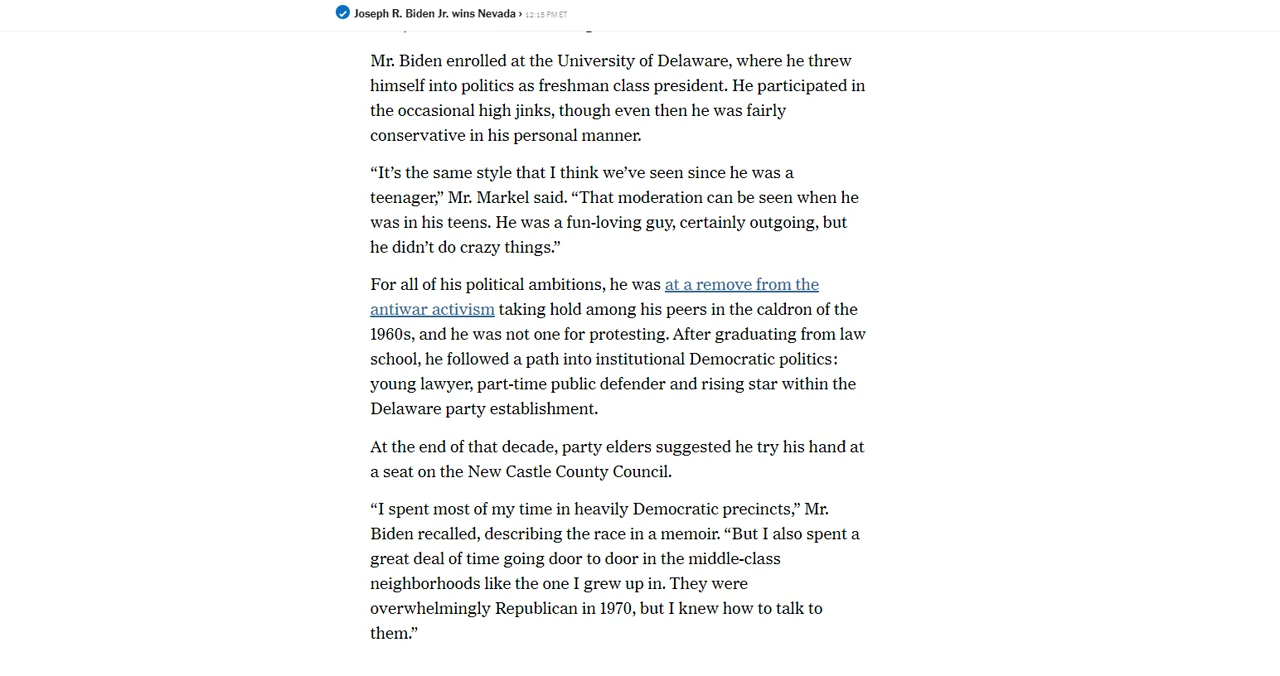 Joseph R. Biden Jr. wins Nevada › 12:15 PM ET
Mr. Biden enrolled at the University of Delaware, where he threw
himself into politics as freshman class president. He participated in
the occasional high jinks, though even then he was fairly
conservative in his personal manner.
“It’s the same style that I think we’ve seen since he was a
teenager,” Mr. Markel said. “That moderation can be seen when he
was in his teens. He was a fun-loving guy, certainly outgoing, but
he didn’t do crazy things.”
For all of his political ambitions, he was at a remove from the
antiwar activism taking hold among his peers in the caldron of the
1960s, and he was not one for protesting. After graduating from law
school, he followed a path into institutional Democratic politics:
young lawyer, part-time public defender and rising star within the
Delaware party establishment.
At the end of that decade, party elders suggested he try his hand at
a seat on the New Castle County Council.
“I spent most of my time in heavily Democratic precincts,” Mr.
Biden recalled, describing the race in a memoir. “But I also spent a
great deal of time going door to door in the middle-class
neighborhoods like the one I grew up in. They were
overwhelmingly Republican in 1970, but I knew how to talk to
them.”